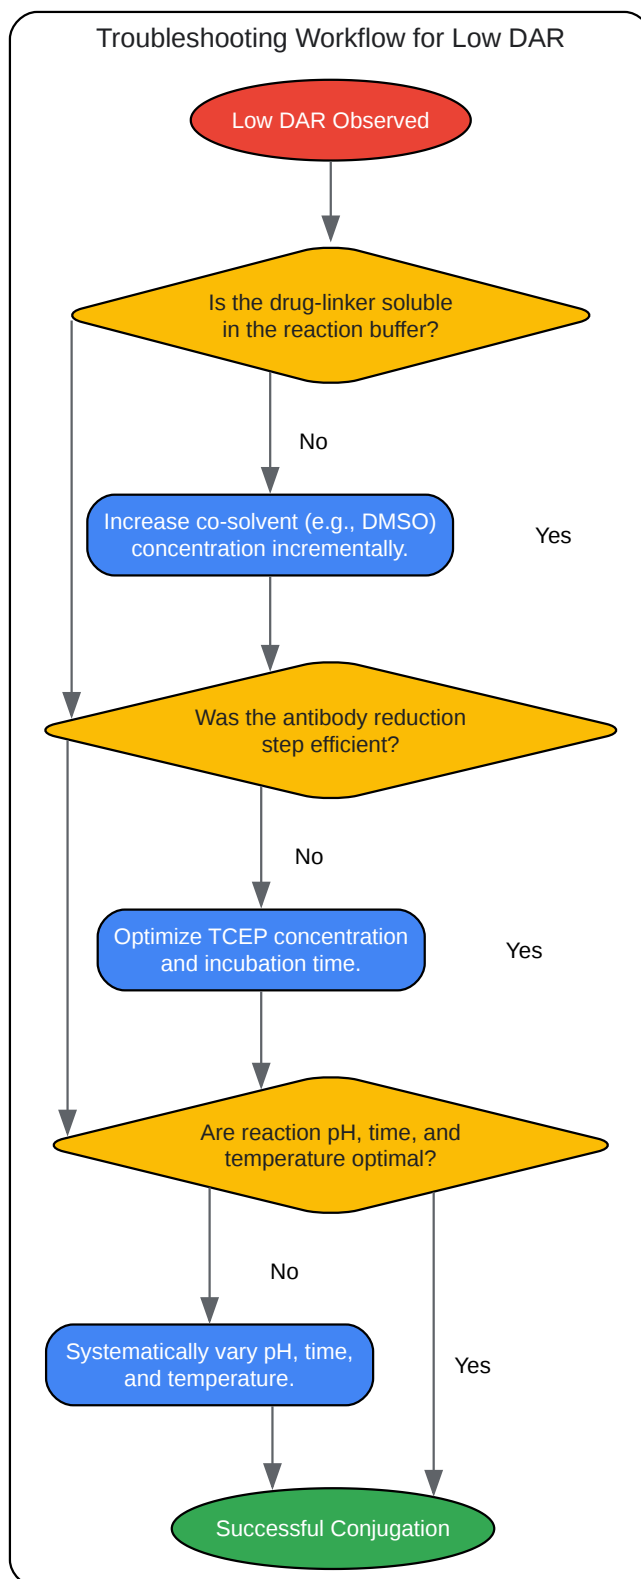 Troubleshooting Workflow for Low DAR
Low DAR Observed
Is the drug-linker soluble
in the reaction buffer?
No
Increase co-solvent (e.g., DMSO)
concentration incrementally.
Yes
Was the antibody reduction
step efficient?
No
Optimize TCEP concentration
and incubation time.
Yes
Are reaction pH, time, and
temperature optimal?
No
Systematically vary pH, time,
and temperature.
Yes
Successful Conjugation